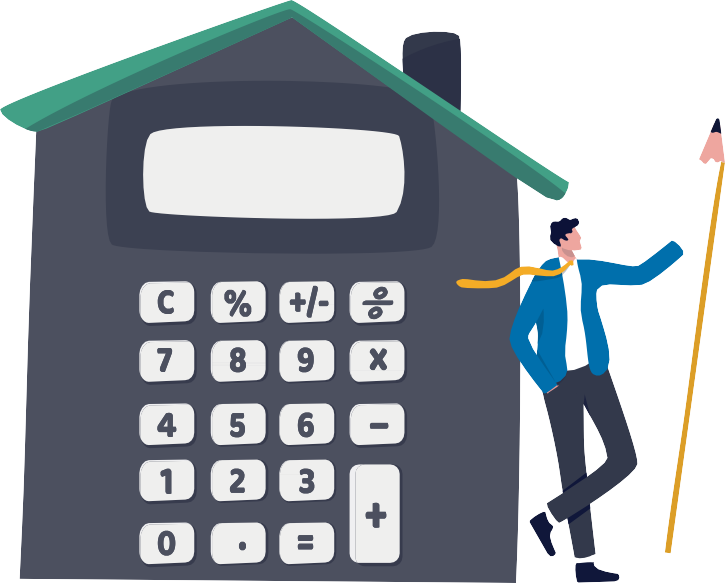 C % +/- ÷
7 8 9 x
4 5 6 -
1 2 3
+
0 . =